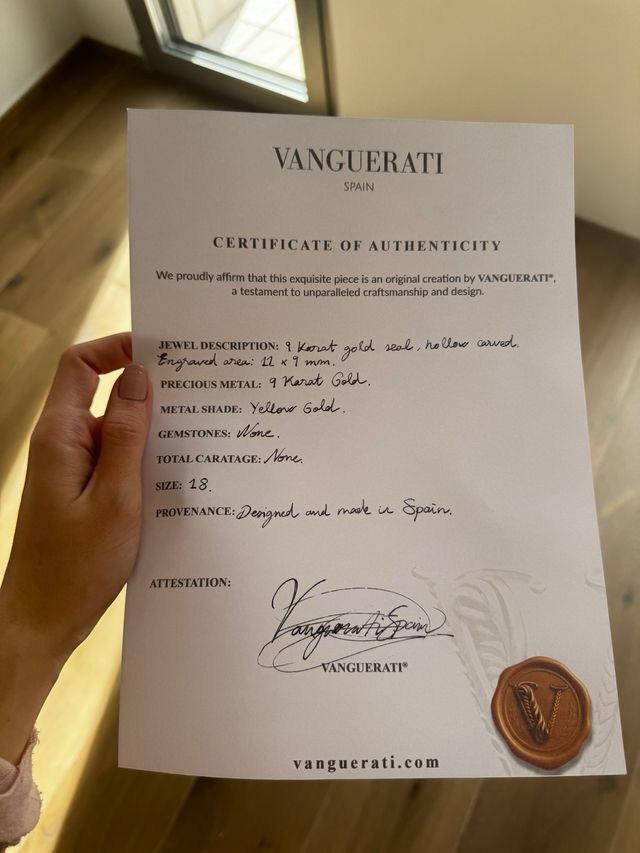 VANGUERATI
SPAIN
CERTIFICATE OF AUTHENTICITY
We proudly affirm that this exquisite piece is an original creation by VANGUERATI®,
a testament to unparalleled craftsmanship and design.
JEWEL DESCRIPTION: 9 Karat gold seal, hollow carved.
Engraved area: 11 x 9 mm.
PRECIOUS METAL: 9 Karat Gold.
METAL SHADE: Yellow Gold.
GEMSTONES: None.
TOTAL CARATAGE: None.
SIZE: 18.
PROVENANCE: Designed and made in Spain.
ATTESTATION:
Vanguerati Spain
VANGUERATI®
V
vanguerati.com